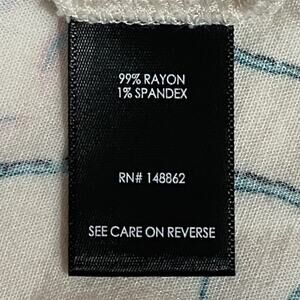 99% RAYON
1% SPANDEX
RN# 148862
SEE CARE ON REVERSE